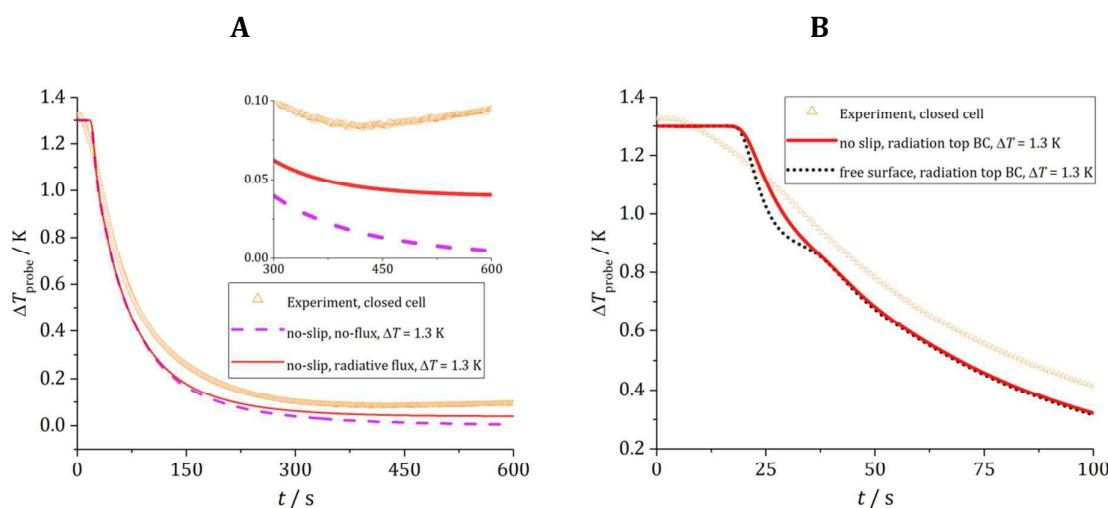 A
B
1.4
1.2
1.0
0.8
0.6
0.4
0.2
0.0
ΔTprobe / K
0
150
300
450
600
t / s
0.10
0.05
0.00
300
450
600
Experiment, closed cell
no-slip, no-flux, ΔT = 1.3 K
no-slip, radiative flux, ΔT = 1.3 K
1.4
1.2
1.0
0.8
0.6
0.4
0.2
ΔTprobe / K
0
25
50
75
100
t / s
Experiment, closed cell
no slip, radiation top BC, ΔT = 1.3 K
free surface, radiation top BC, ΔT = 1.3 K